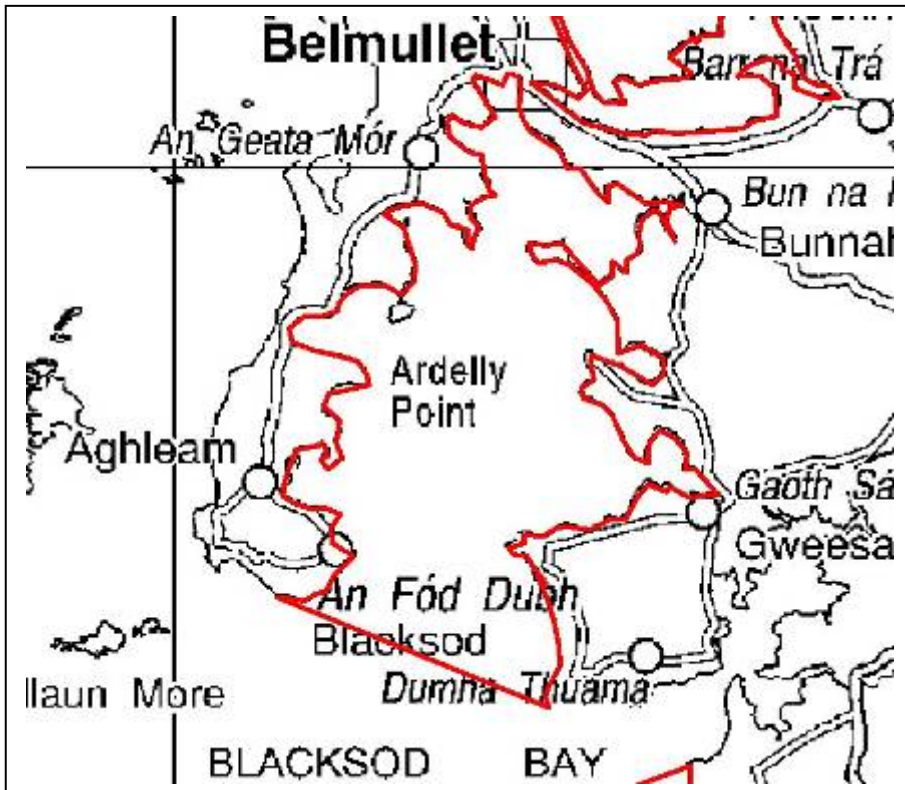 Belmullet
Barr na Trá
An Geata Mór
Bun na
Bunnah
Ardelly
Point
Aghleam
Gaoth Sá
Gweesa
An Fód Dubh
Blacksod
llaun More
Dumha Thuama
BLACKSOD BAY